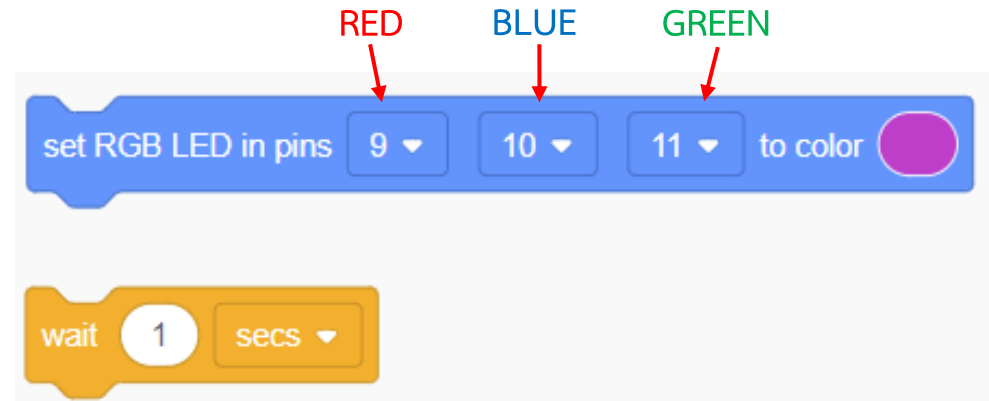 RED BLUE GREEN
set RGB LED in pins 9 10 11 to color
wait 1 secs